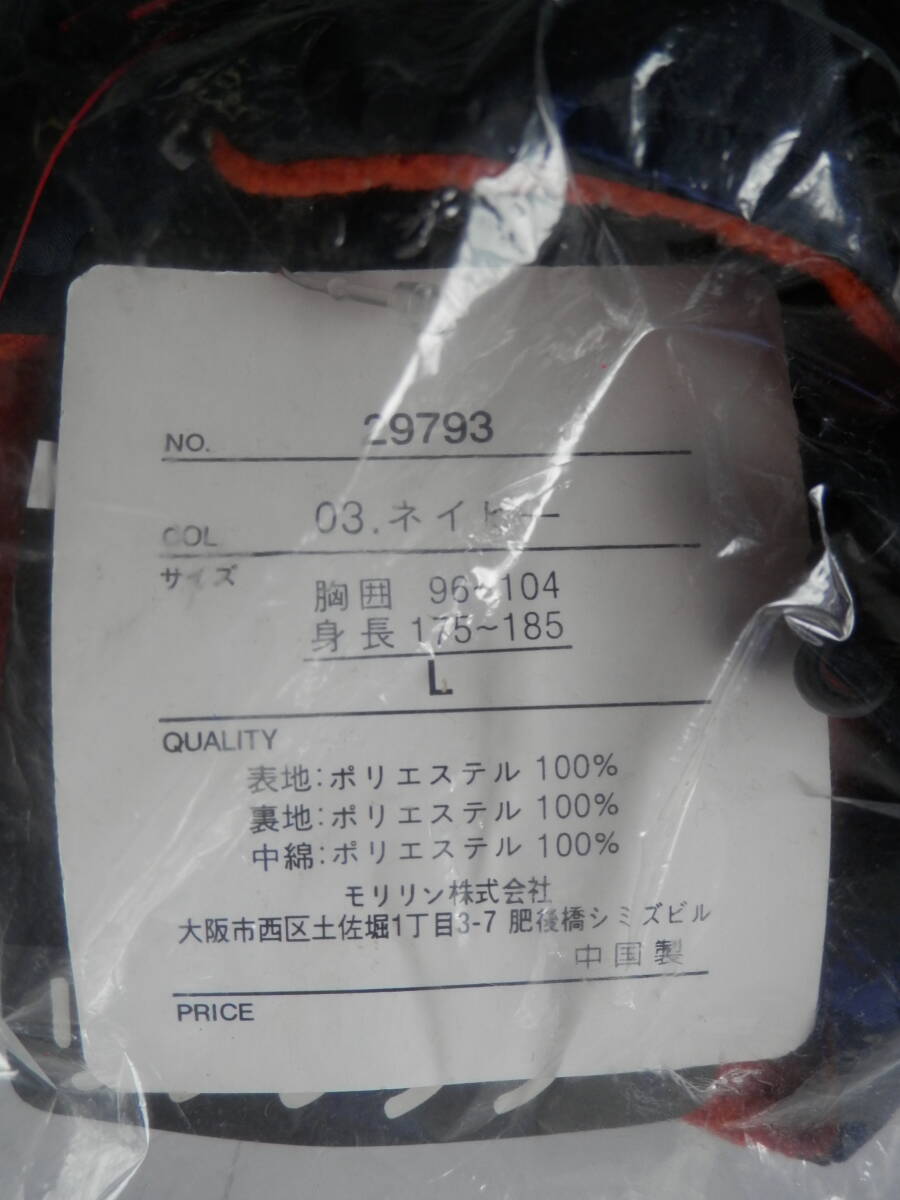 NO. 29793
COL 03.ネイビー
サイズ
胸囲 96~104
身長 175~185
L
QUALITY
表地:ポリエステル 100%
裏地:ポリエステル 100%
中綿:ポリエステル 100%
モリリン株式会社
大阪市西区土佐堀1丁目3-7 肥後橋シミズビル
中国製
PRICE